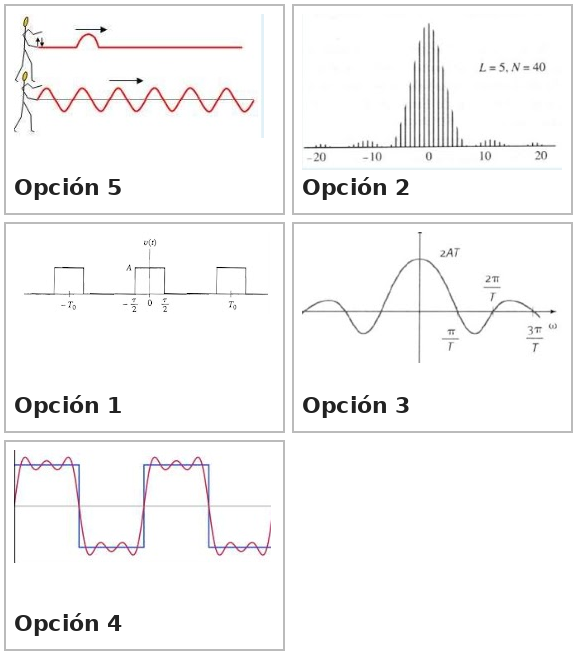 Opción 5
L = 5, N = 40
-20 -10 0 10 20
Opción 2
v(t)
A
-T₀ -τ/2 0 τ/2 T₀
Opción 1
2AT
2π/T
π/T
3π/T
ω
Opción 3
Opción 4